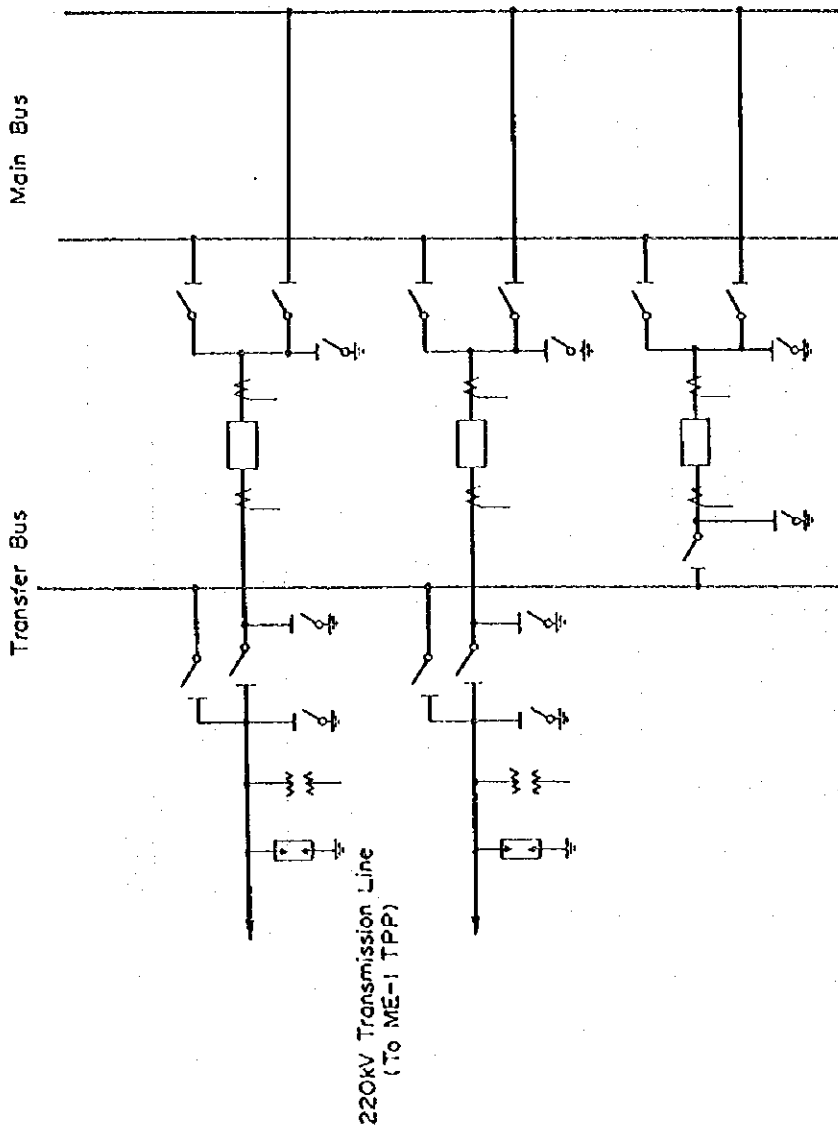 Main Bus
Transfer Bus
220kV Transmission Line
(To ME-1 TPP)